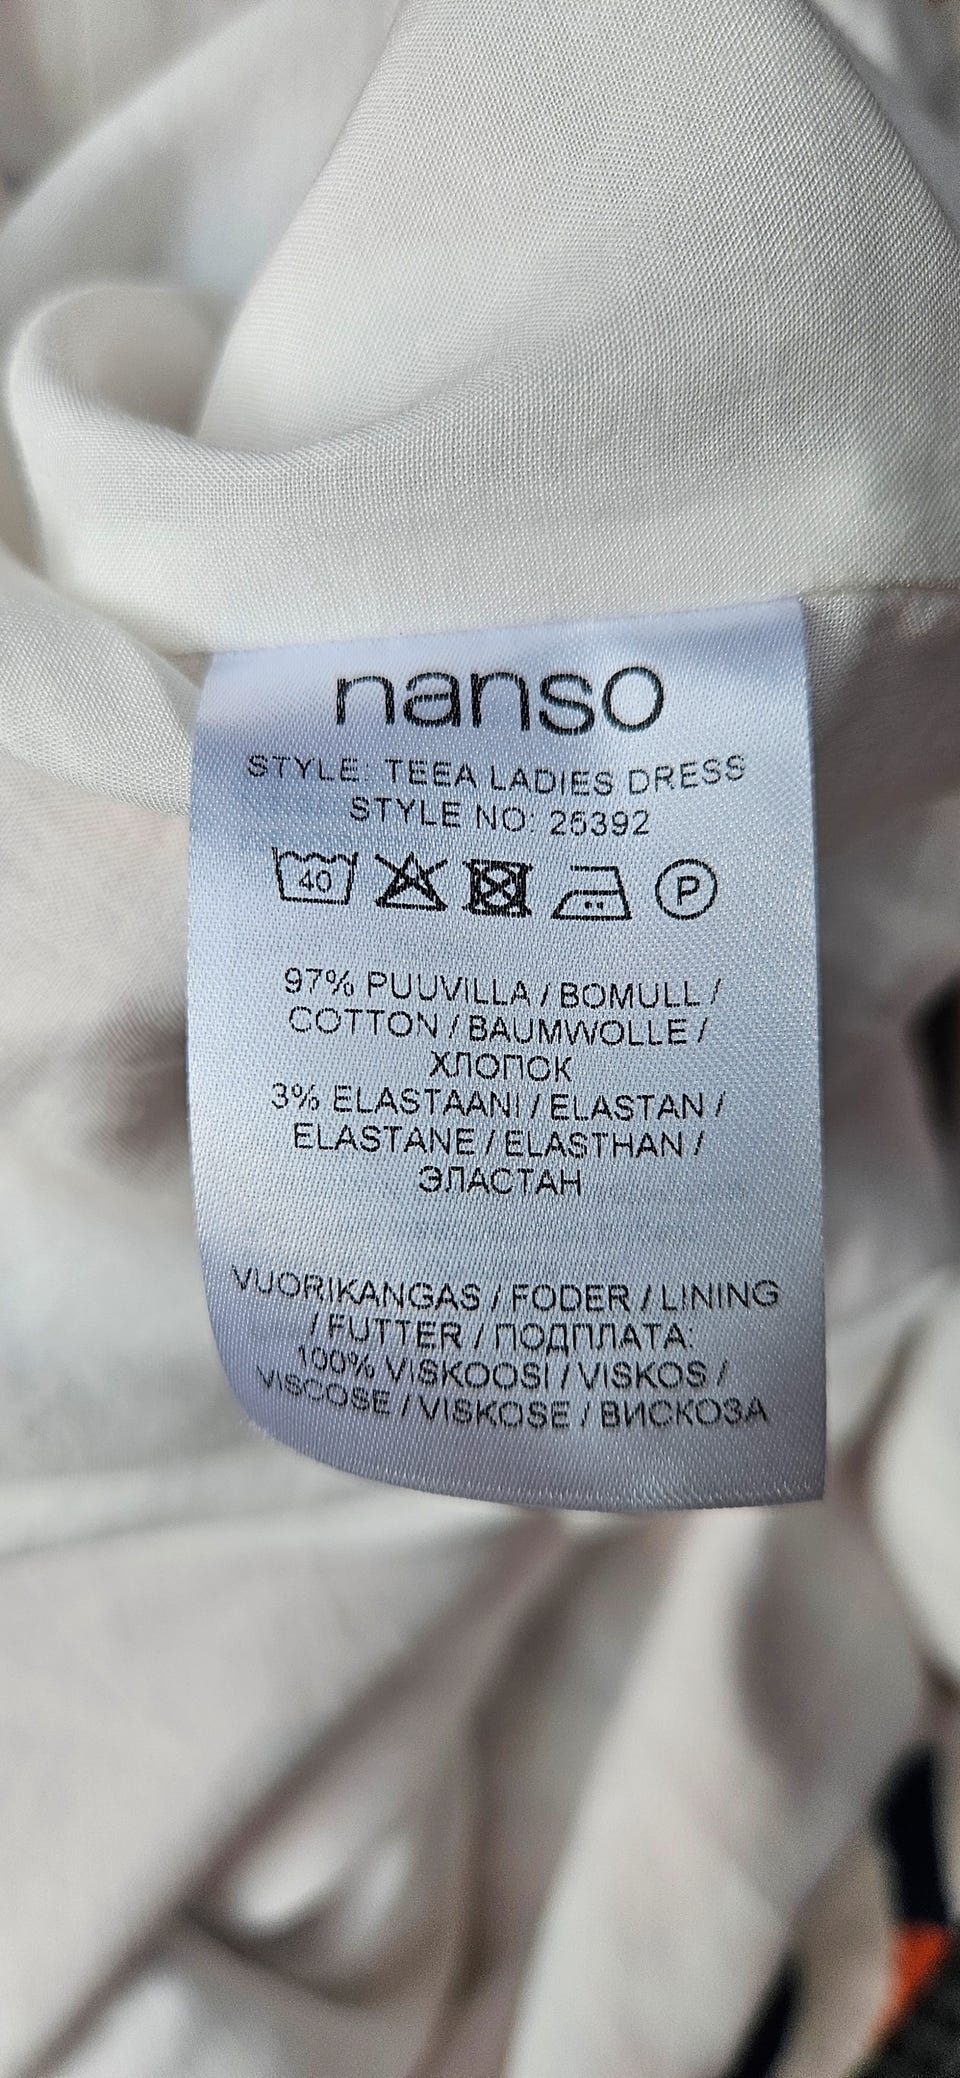 nanso
STYLE: TEEA LADIES DRESS
STYLE NO: 25392
40 P
97% PUUVILLA / BOMULL /
COTTON / BAUMWOLLE /
ХЛОПОК
3% ELASTAANI / ELASTAN /
ELASTANE / ELASTHAN /
ЭЛАСТАН
VUORIKANGAS / FODER / LINING
/ FUTTER / ПОДПЛАТА:
100% VISKOOSI / VISKOS /
VISCOSE / VISKOSE / ВИСКОЗА